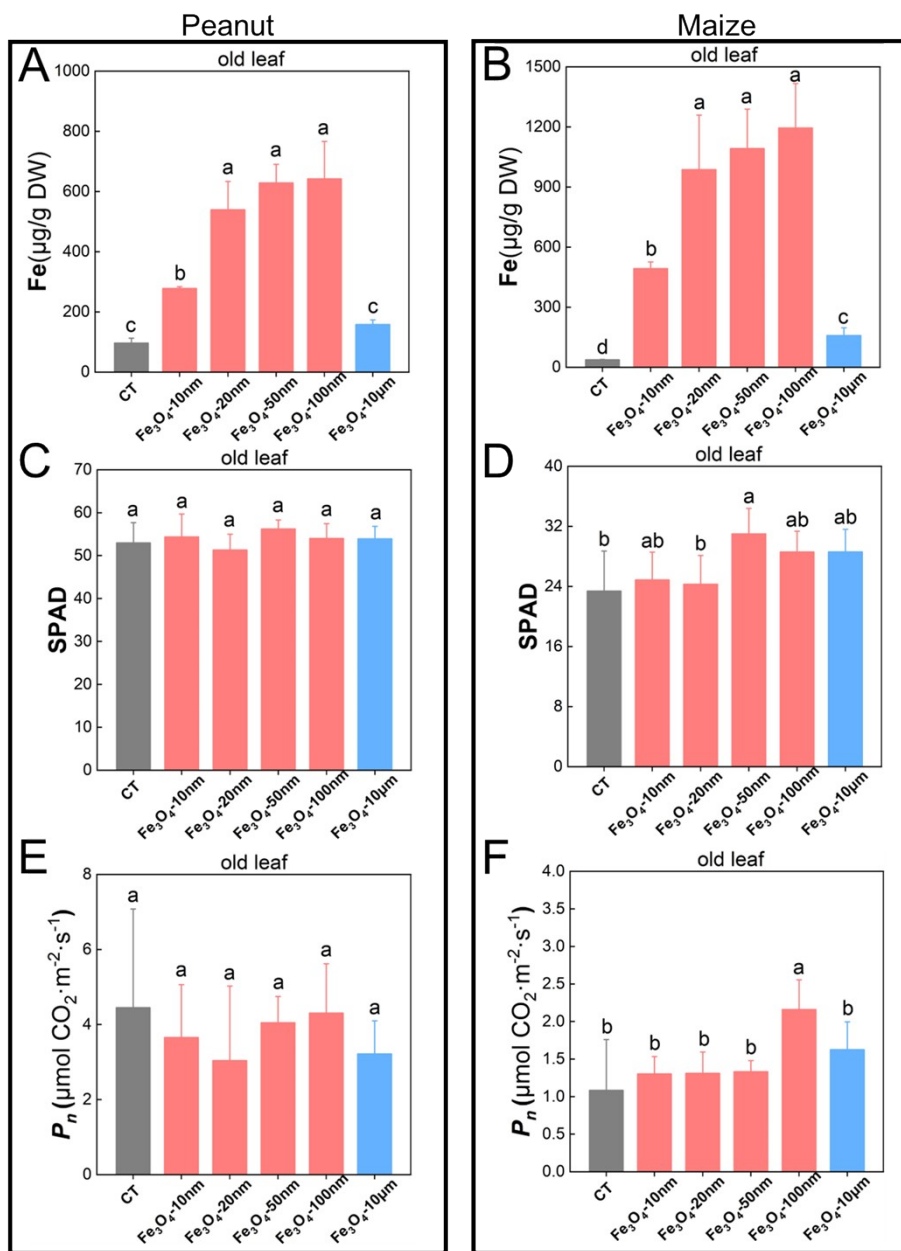 Peanut
Maize
A
old leaf
Fe(µg/g DW)
1000
800
600
400
200
0
c
b
a
a
a
c
CT
Fe₃O₄-10nm
Fe₃O₄-20nm
Fe₃O₄-50nm
Fe₃O₄-100nm
Fe₃O₄-10µm
B
old leaf
Fe(µg/g DW)
1500
1200
900
600
300
0
d
b
a
a
a
c
CT
Fe₃O₄-10nm
Fe₃O₄-20nm
Fe₃O₄-50nm
Fe₃O₄-100nm
Fe₃O₄-10µm
C
old leaf
SPAD
70
60
50
40
30
20
10
0
a
a
a
a
a
a
CT
Fe₃O₄-10nm
Fe₃O₄-20nm
Fe₃O₄-50nm
Fe₃O₄-100nm
Fe₃O₄-10µm
D
old leaf
SPAD
40
32
24
16
8
0
b
ab
b
a
ab
ab
CT
Fe₃O₄-10nm
Fe₃O₄-20nm
Fe₃O₄-50nm
Fe₃O₄-100nm
Fe₃O₄-10µm
E
old leaf
Pₙ (µmol CO₂·m⁻²·s⁻¹)
8
6
4
2
0
a
a
a
a
a
a
CT
Fe₃O₄-10nm
Fe₃O₄-20nm
Fe₃O₄-50nm
Fe₃O₄-100nm
Fe₃O₄-10µm
F
old leaf
Pₙ (µmol CO₂·m⁻²·s⁻¹)
4.0
3.5
3.0
2.5
2.0
1.5
1.0
0.5
0.0
b
b
b
b
a
b
CT
Fe₃O₄-10nm
Fe₃O₄-20nm
Fe₃O₄-50nm
Fe₃O₄-100nm
Fe₃O₄-10µm